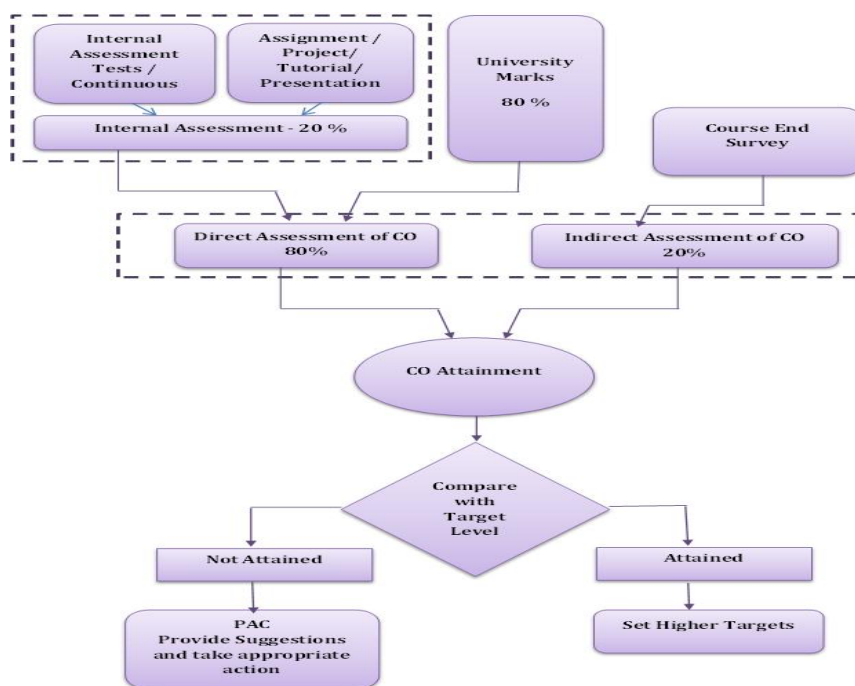 Internal
Assessment
Tests /
Continuous
Assignment /
Project/
Tutorial/
Presentation
University
Marks
80 %
Internal Assessment - 20 %
Course End
Survey
Direct Assessment of CO
80%
Indirect Assessment of CO
20%
CO Attainment
Compare
with
Target
Level
Not Attained
Attained
PAC
Provide Suggestions
and take appropriate
action
Set Higher Targets